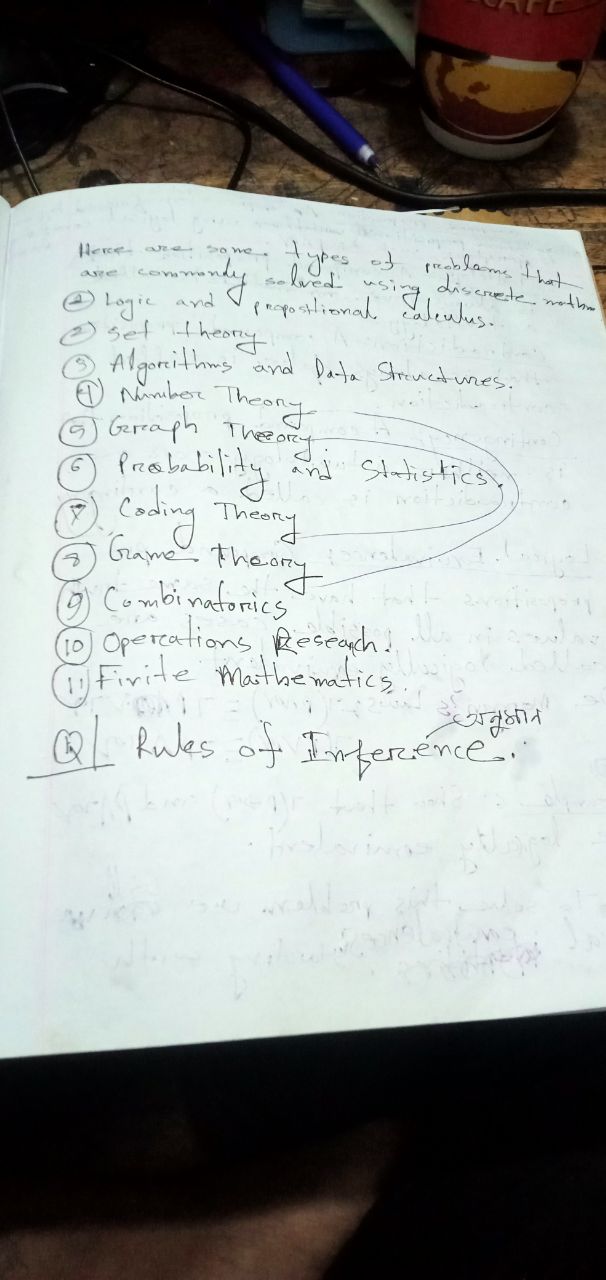 CAFE
Here are some types of problems that
are commonly solved using discrete
① Logic and propostional calculus.
② Set theory
③ Algorithms and Data Structures.
④ Number Theory
⑤ Graph Theory
⑥ Probability and Statistics.
⑦ Coding Theory
⑧ Game Theory
⑨ Combinatorics
⑩ Operations Research.
⑪ Finite Mathematics
অনুমান
Q| Rules of Inference.